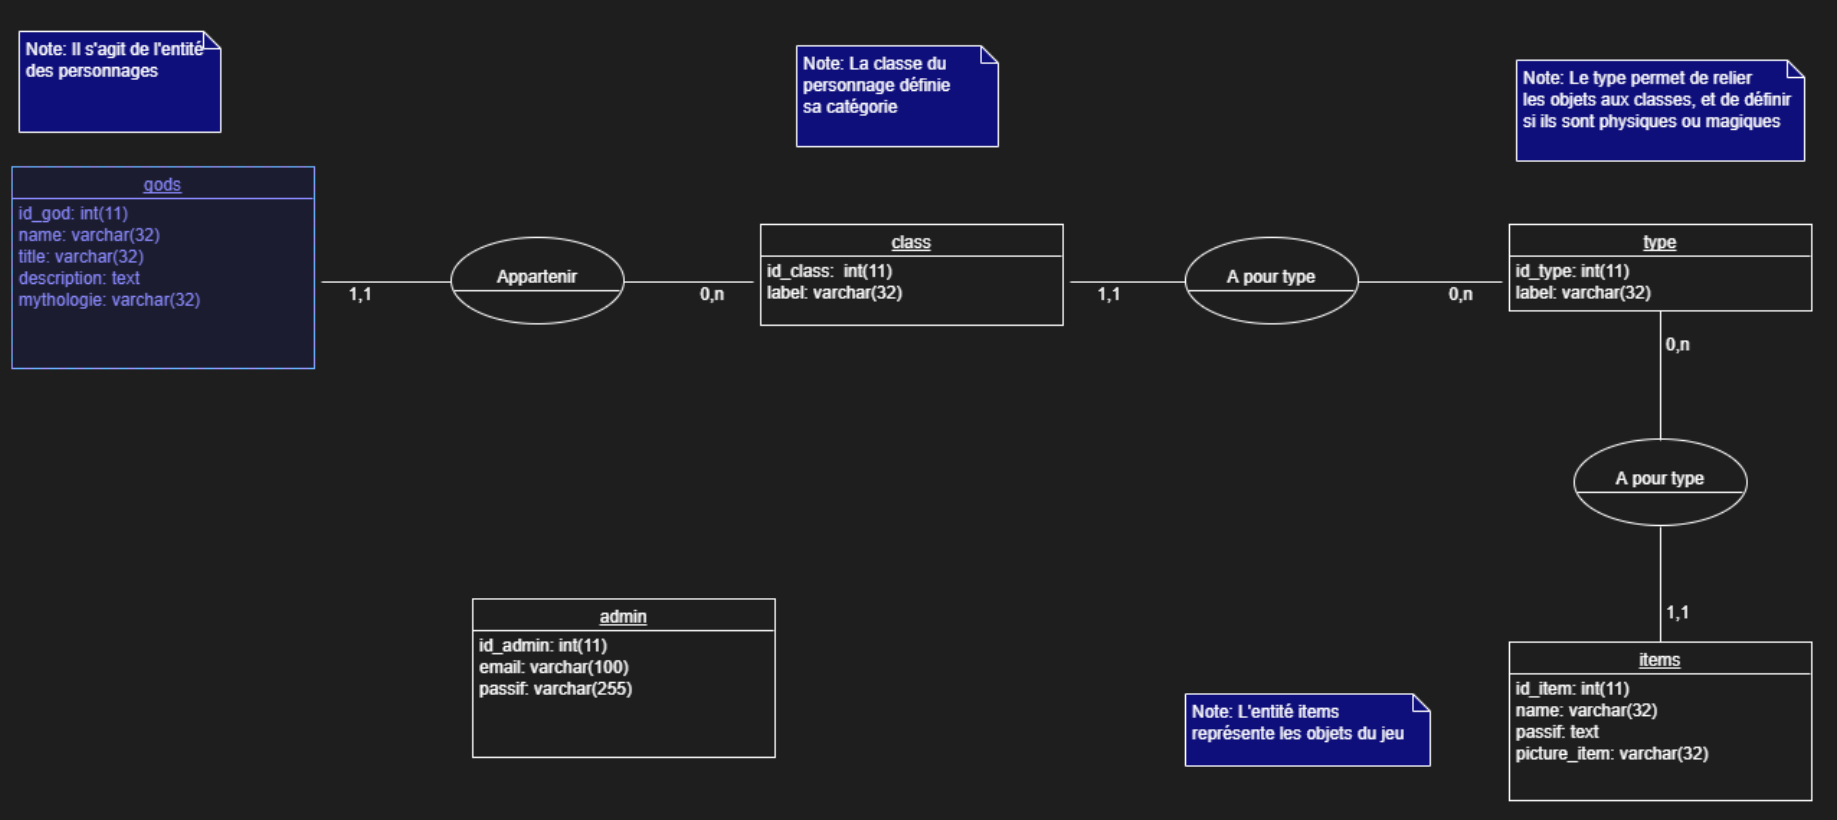 Note: Il s'agit de l'entité
des personnages
Note: La classe du
personnage définie
sa catégorie
Note: Le type permet de relier
les objets aux classes, et de définir
si ils sont physiques ou magiques
gods
id_god: int(11)
name: varchar(32)
title: varchar(32)
description: text
mythologie: varchar(32)
1,1
Appartenir
0,n
class
id_class:  int(11)
label: varchar(32)
1,1
A pour type
0,n
type
id_type: int(11)
label: varchar(32)
0,n
A pour type
1,1
admin
id_admin: int(11)
email: varchar(100)
passif: varchar(255)
Note: L'entité items
représente les objets du jeu
items
id_item: int(11)
name: varchar(32)
passif: text
picture_item: varchar(32)